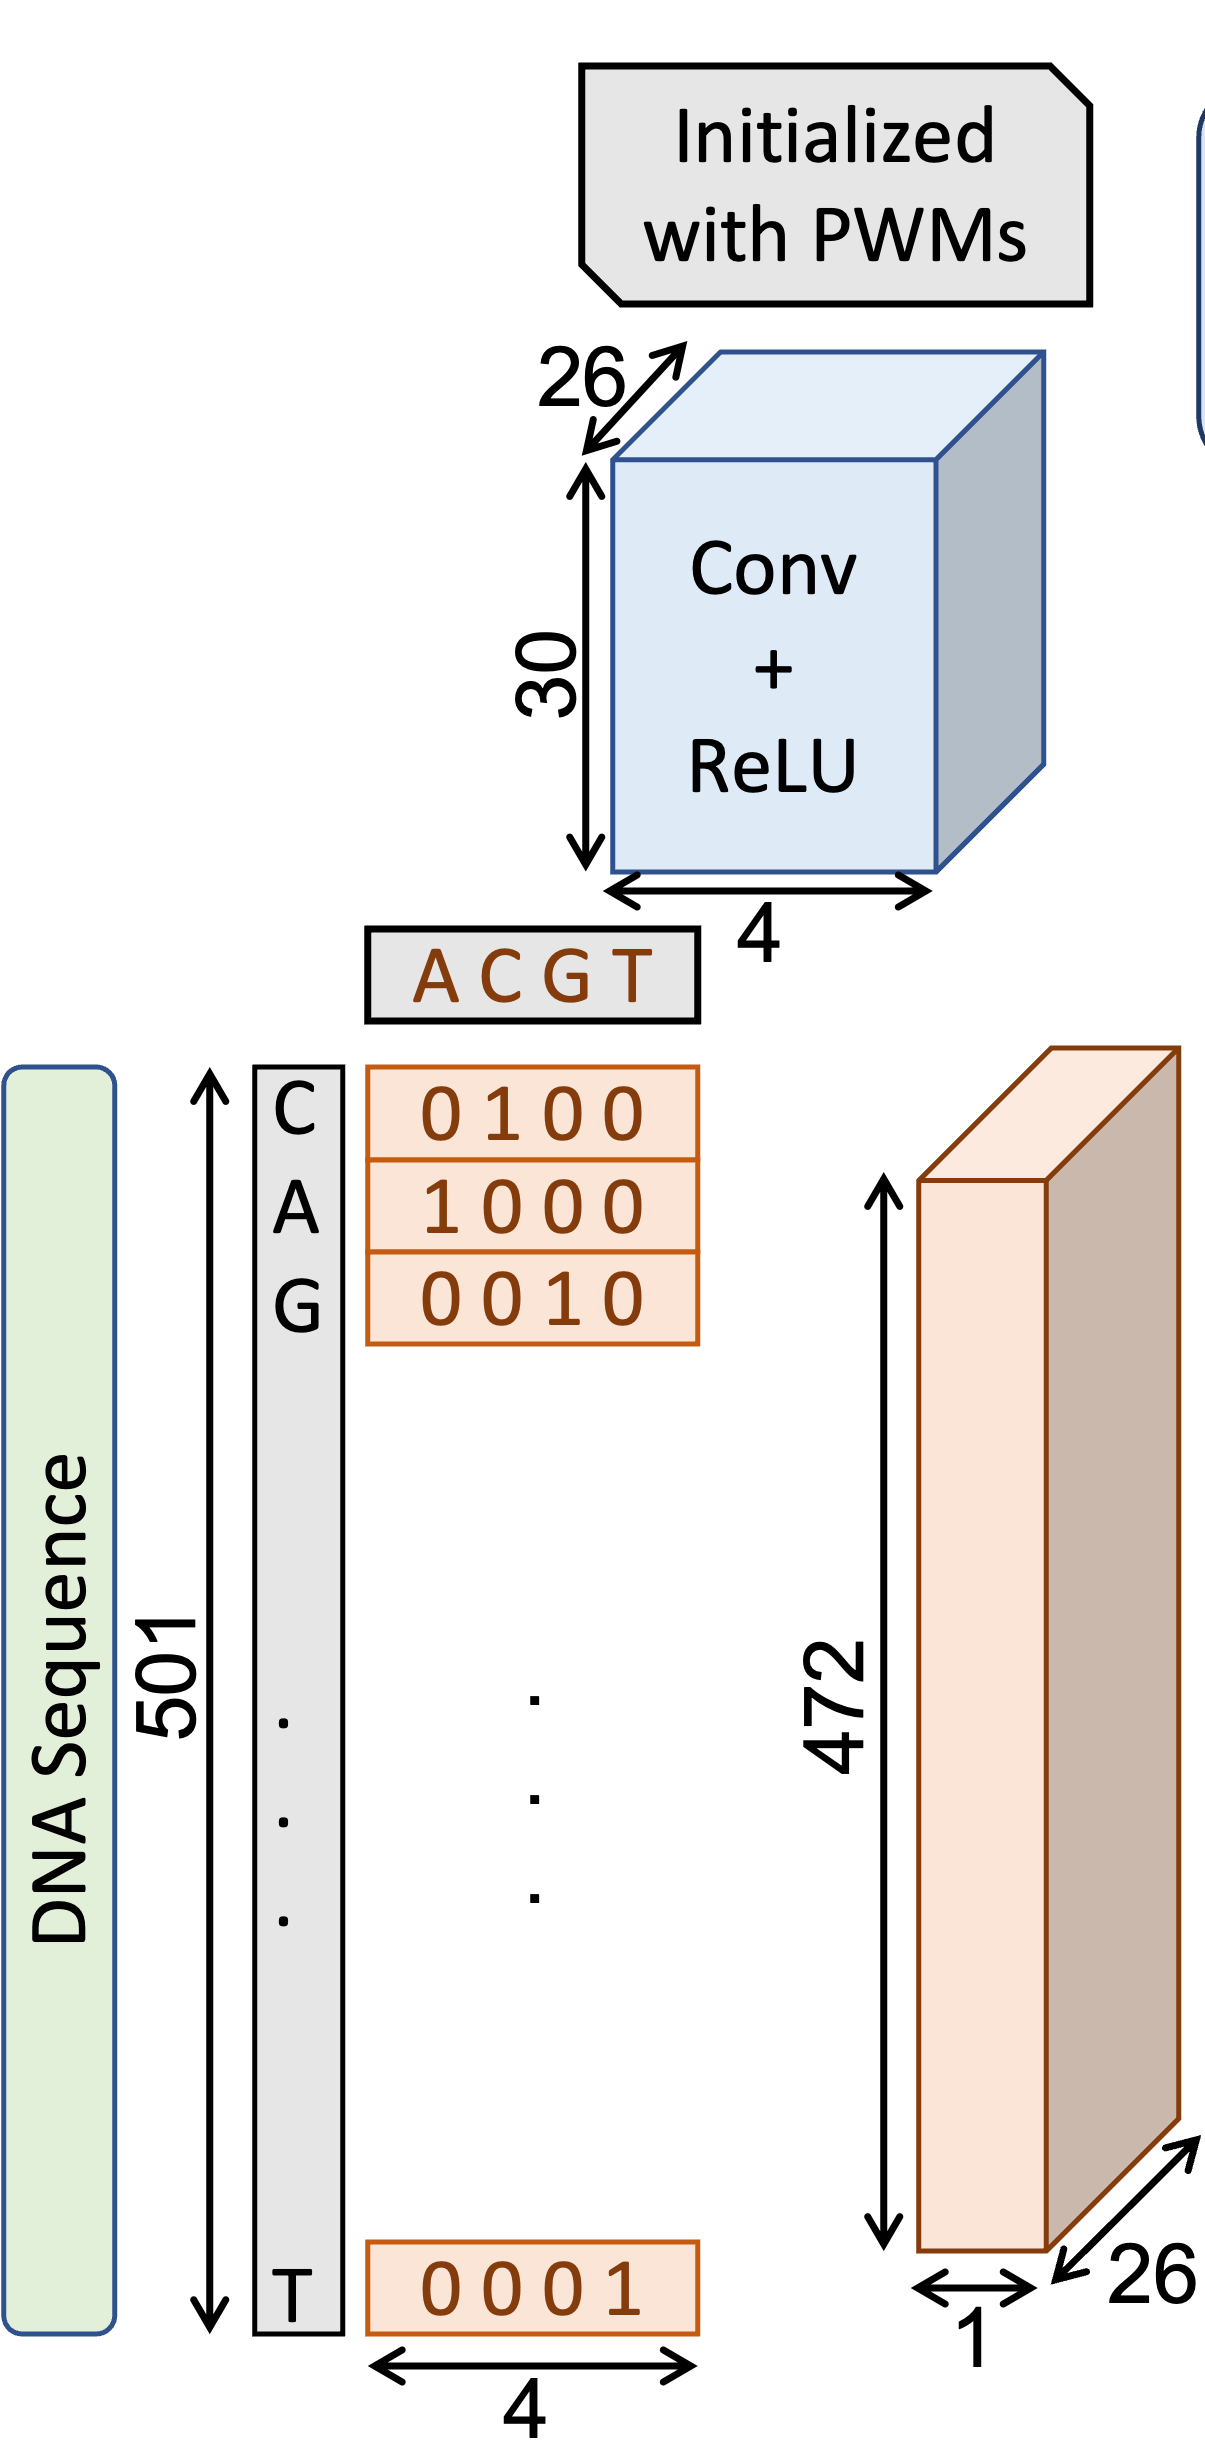 Initialized
with PWMs
26
30
Conv
+
ReLU
4
A C G T
DNA Sequence
501
C
A
G
.
.
.
T
0 1 0 0
1 0 0 0
0 0 1 0
.
.
.
0 0 0 1
4
472
1
26